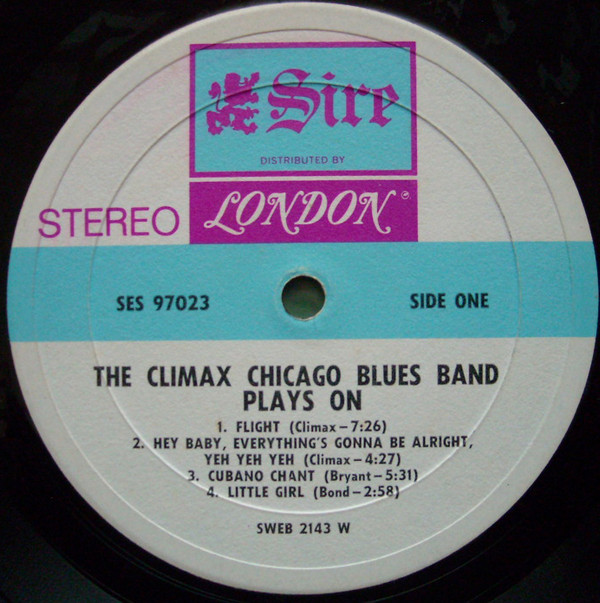 Sire
DISTRIBUTED BY
LONDON
STEREO
SES 97023
SIDE ONE
THE CLIMAX CHICAGO BLUES BAND
PLAYS ON
1. FLIGHT (Climax–7:26)
2. HEY BABY, EVERYTHING'S GONNA BE ALRIGHT,
YEH YEH YEH (Climax–4:27)
3. CUBANO CHANT (Bryant–5:31)
4. LITTLE GIRL (Bond–2:58)
SWEB 2143 W